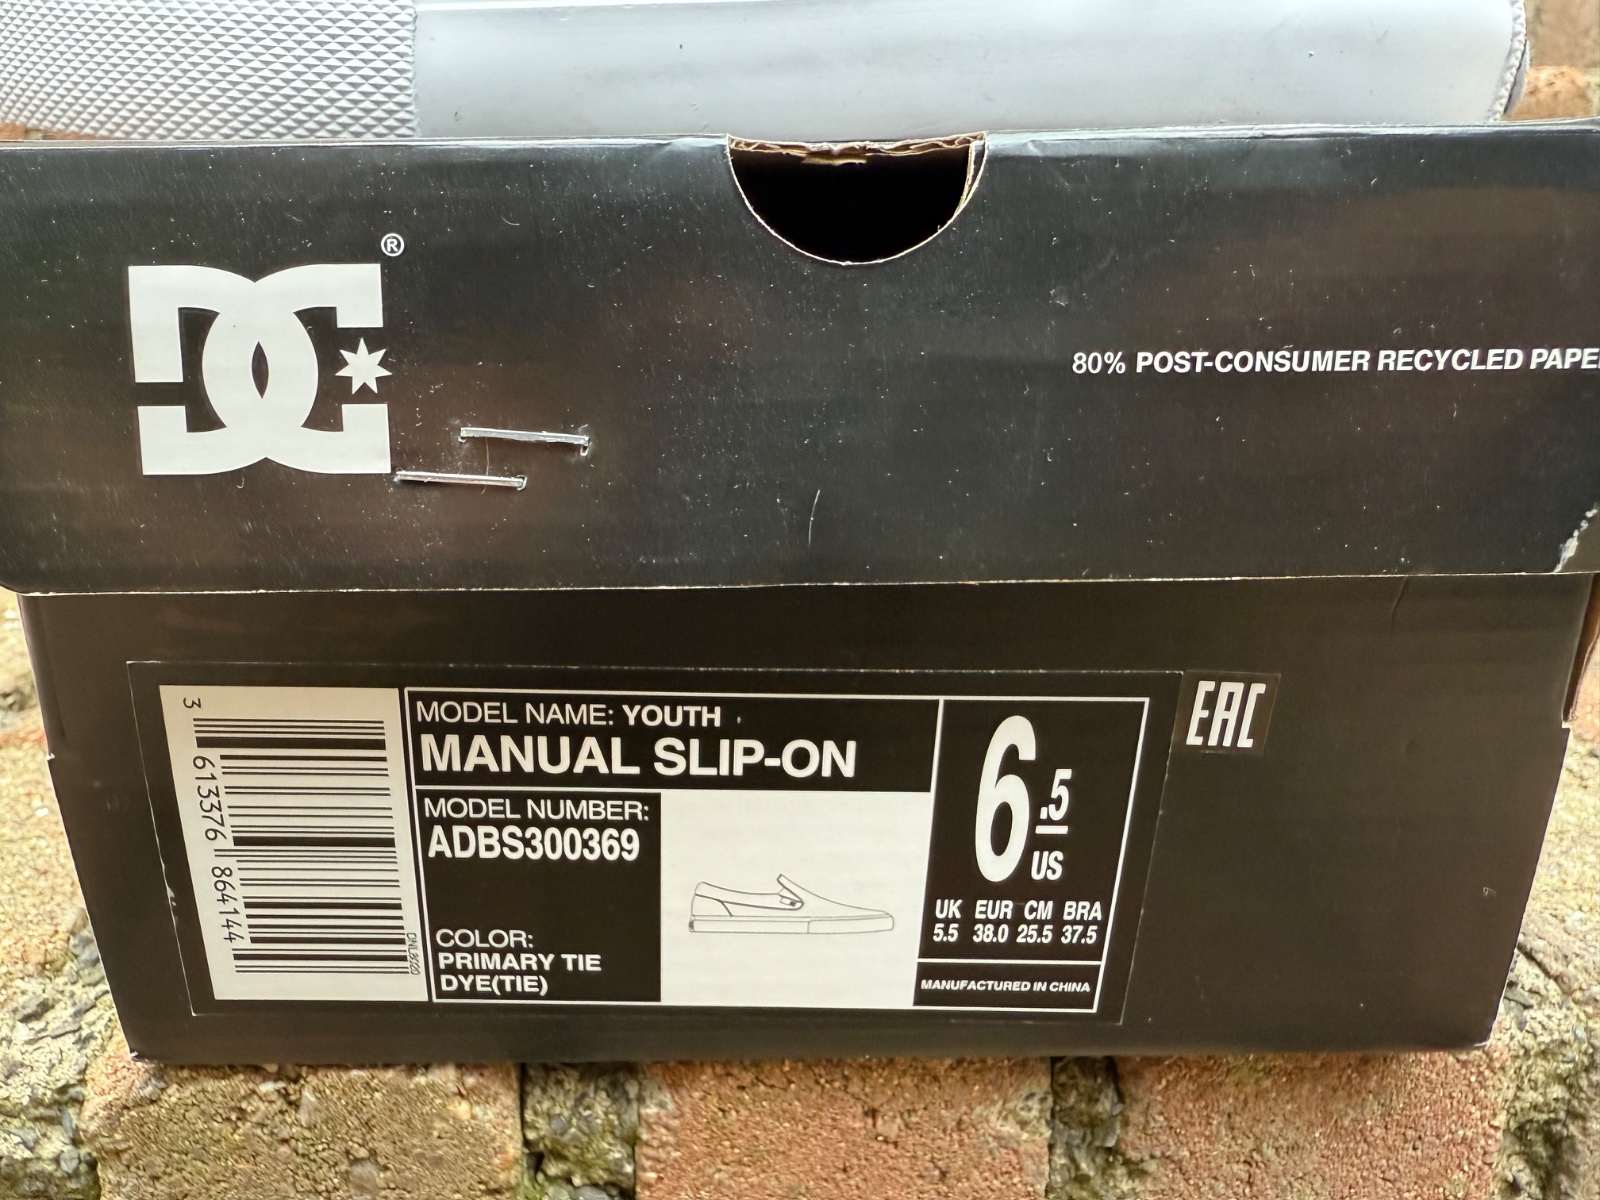 DC®
80% POST-CONSUMER RECYCLED PAPE
3 613376 864144
DNL8020
MODEL NAME: YOUTH
MANUAL SLIP-ON
MODEL NUMBER:
ADBS300369
COLOR:
PRIMARY TIE
DYE(TIE)
6.5
US
UK EUR CM BRA
5.5 38.0 25.5 37.5
MANUFACTURED IN CHINA
EAC